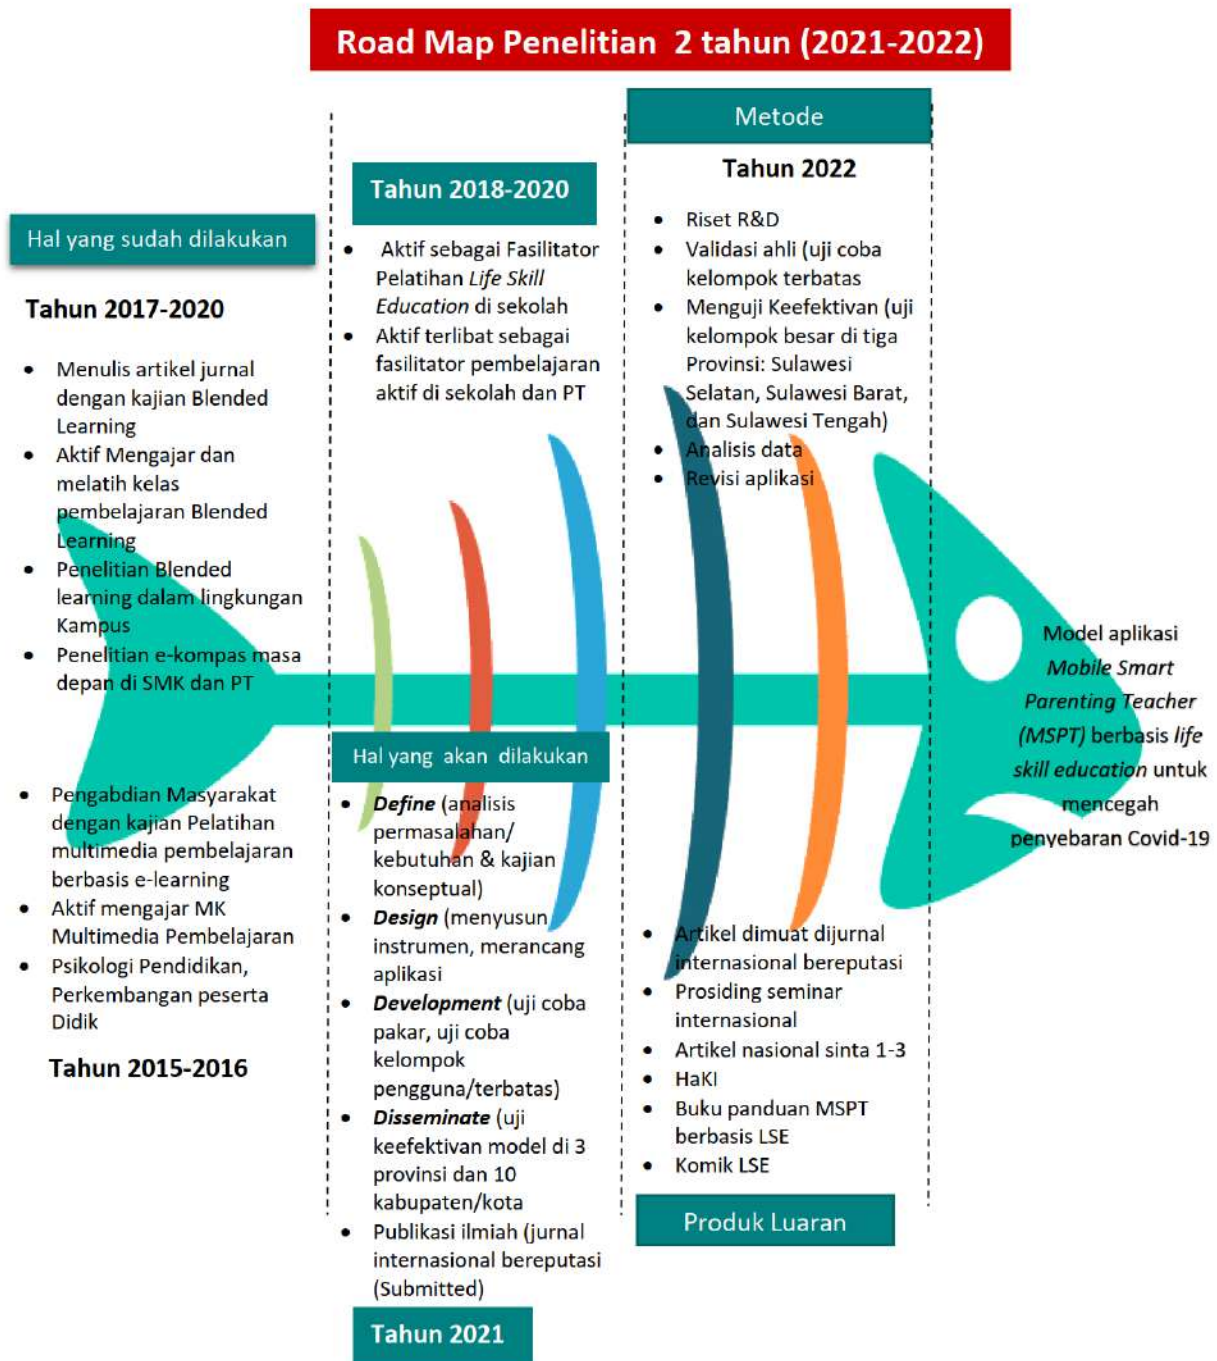 Road Map Penelitian 2 tahun (2021-2022)
Hal yang sudah dilakukan
Tahun 2017-2020
• Menulis artikel jurnal
dengan kajian Blended
Learning
• Aktif Mengajar dan
melatih kelas
pembelajaran Blended
Learning
• Penelitian Blended
learning dalam lingkungan
Kampus
• Penelitian e-kompas masa
depan di SMK dan PT
• Pengabdian Masyarakat
dengan kajian Pelatihan
multimedia pembelajaran
berbasis e-learning
• Aktif mengajar MK
Multimedia Pembelajaran
• Psikologi Pendidikan,
Perkembangan peserta
Didik
Tahun 2015-2016
Tahun 2018-2020
• Aktif sebagai Fasilitator
Pelatihan Life Skill
Education di sekolah
• Aktif terlibat sebagai
fasilitator pembelajaran
aktif di sekolah dan PT
Hal yang akan dilakukan
• Define (analisis
permasalahan/
kebutuhan & kajian
konseptual)
• Design (menyusun
instrumen, merancang
aplikasi
• Development (uji coba
pakar, uji coba
kelompok
pengguna/terbatas)
• Disseminate (uji
keefektivan model di 3
provinsi dan 10
kabupaten/kota
• Publikasi ilmiah (jurnal
internasional bereputasi
(Submitted)
Tahun 2021
Metode
Tahun 2022
• Riset R&D
• Validasi ahli (uji coba
kelompok terbatas
• Menguji Keefektivan (uji
kelompok besar di tiga
Provinsi: Sulawesi
Selatan, Sulawesi Barat,
dan Sulawesi Tengah)
• Analisis data
• Revisi aplikasi
• Artikel dimuat dijurnal
internasional bereputasi
• Prosiding seminar
internasional
• Artikel nasional sinta 1-3
• HaKI
• Buku panduan MSPT
berbasis LSE
• Komik LSE
Produk Luaran
Model aplikasi
Mobile Smart
Parenting Teacher
(MSPT) berbasis life
skill education untuk
mencegah
penyebaran Covid-19